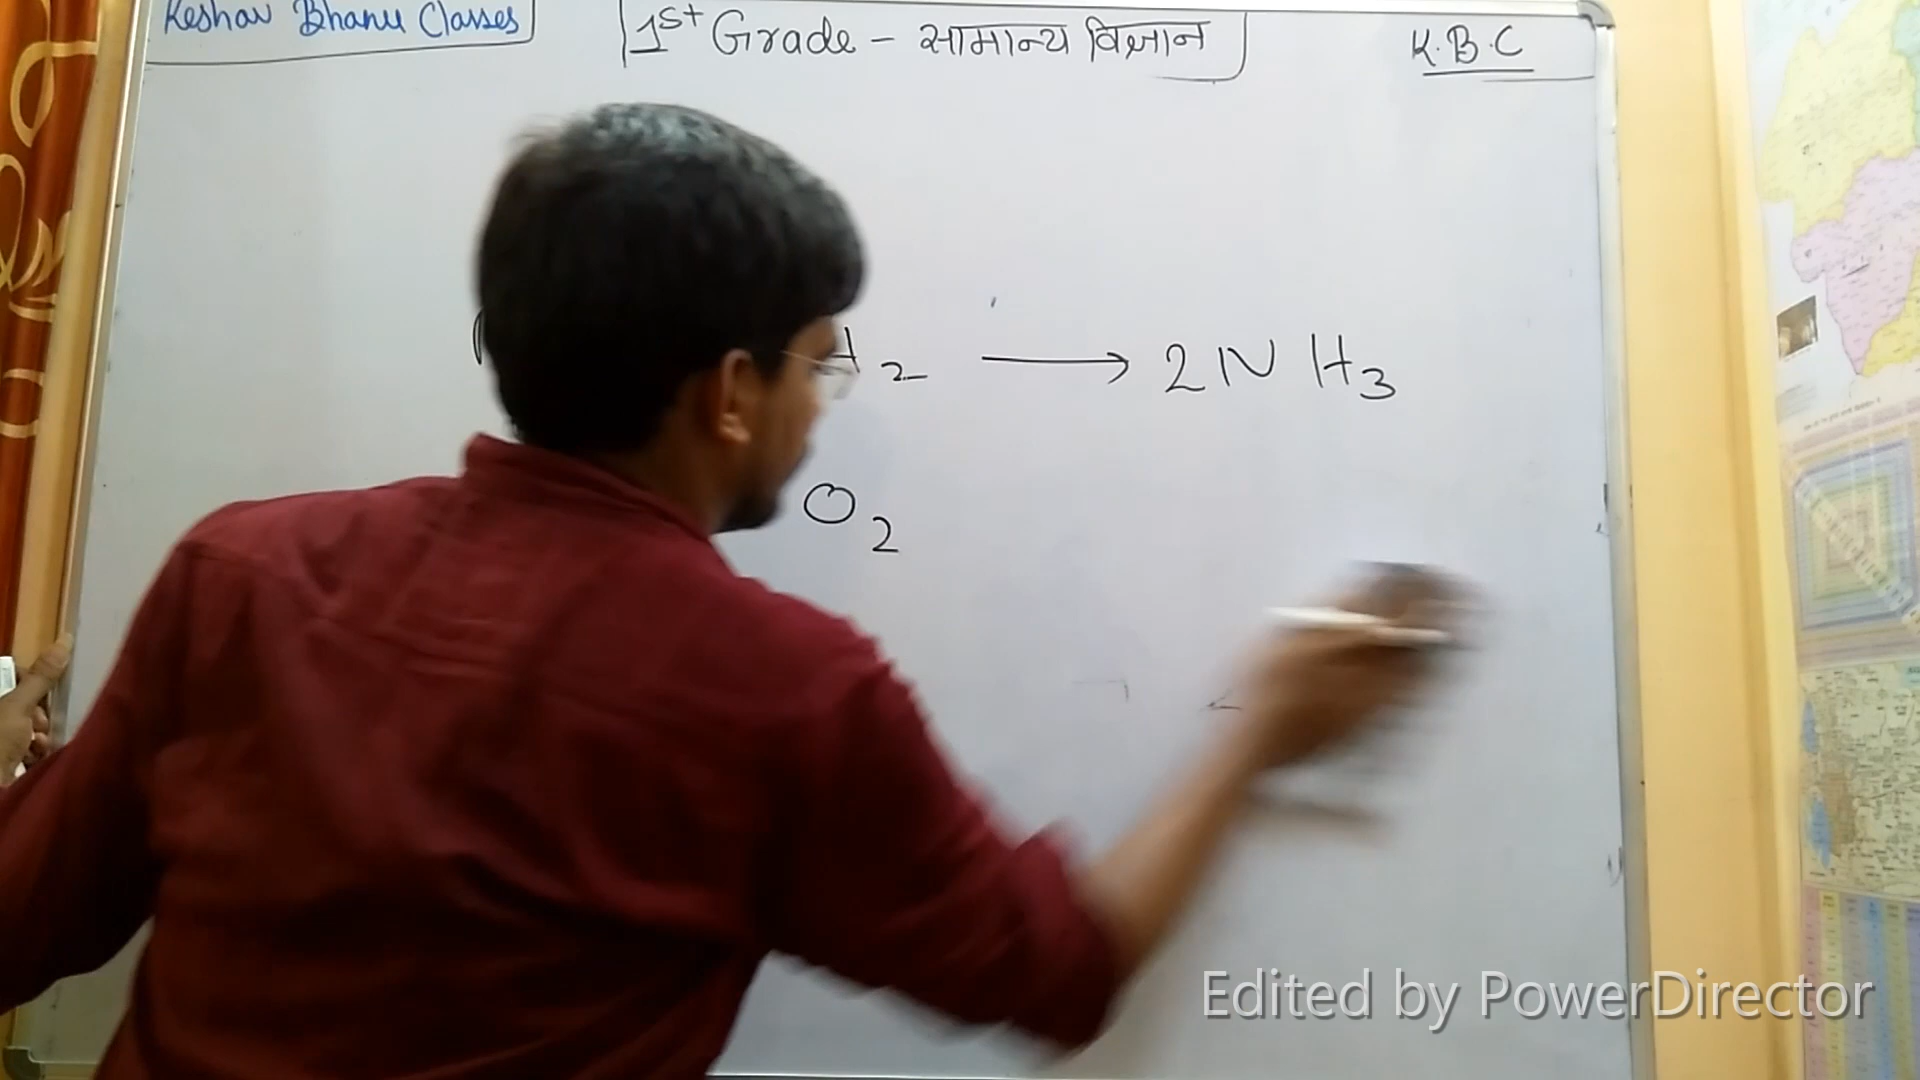 Keshav Bhanu Classes
1st Grade - सामान्य विज्ञान
K.B.C
H2 → 2NH3
O2
Edited by PowerDirector